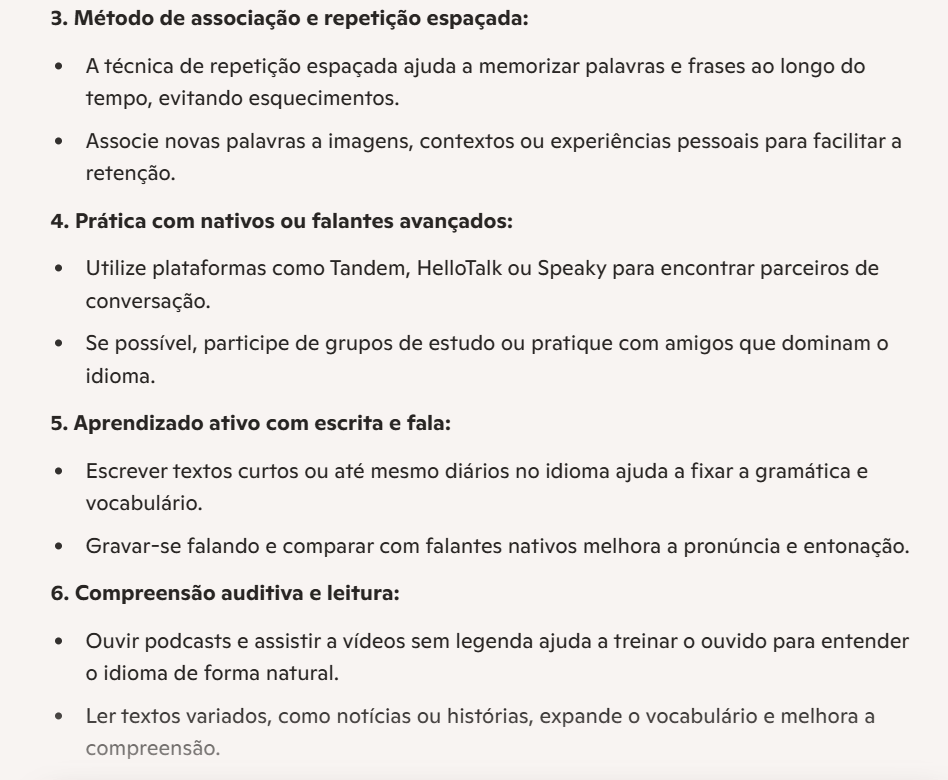 3. Método de associação e repetição espaçada:
• A técnica de repetição espaçada ajuda a memorizar palavras e frases ao longo do
tempo, evitando esquecimentos.
• Associe novas palavras a imagens, contextos ou experiências pessoais para facilitar a
retenção.
4. Prática com nativos ou falantes avançados:
• Utilize plataformas como Tandem, HelloTalk ou Speaky para encontrar parceiros de
conversação.
• Se possível, participe de grupos de estudo ou pratique com amigos que dominam o
idioma.
5. Aprendizado ativo com escrita e fala:
• Escrever textos curtos ou até mesmo diários no idioma ajuda a fixar a gramática e
vocabulário.
• Gravar-se falando e comparar com falantes nativos melhora a pronúncia e entonação.
6. Compreensão auditiva e leitura:
• Ouvir podcasts e assistir a vídeos sem legenda ajuda a treinar o ouvido para entender
o idioma de forma natural.
• Ler textos variados, como notícias ou histórias, expande o vocabulário e melhora a
compreensão.